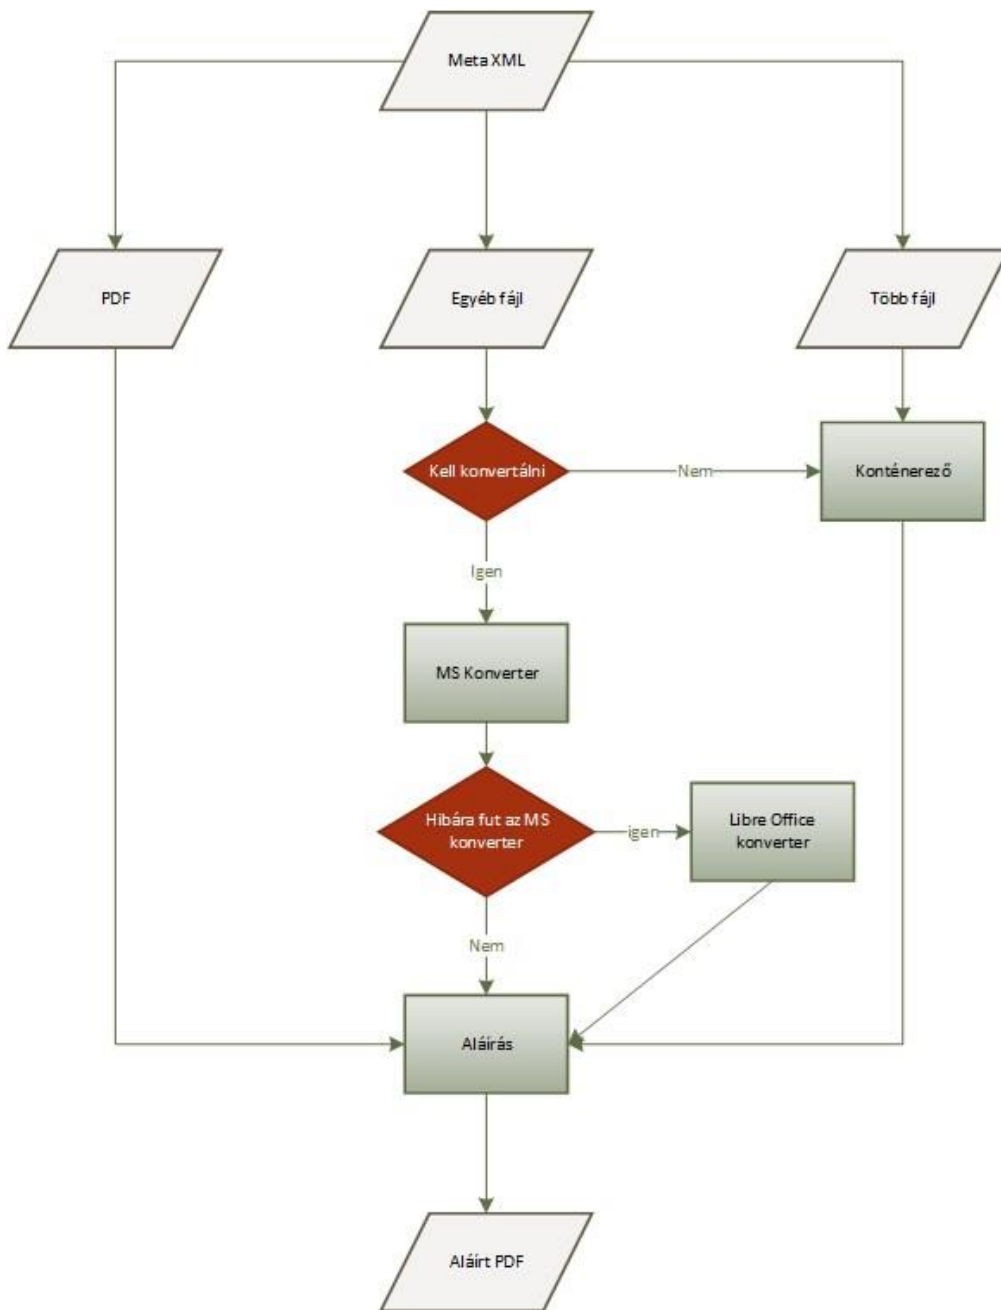 Meta XML
PDF
Egyéb fájl
Több fájl
Kell konvertálni
Nem
Konténerező
Igen
MS Konverter
Hibára fut az MS
konverter
igen
Libre Office
konverter
Nem
Aláírás
Aláírt PDF